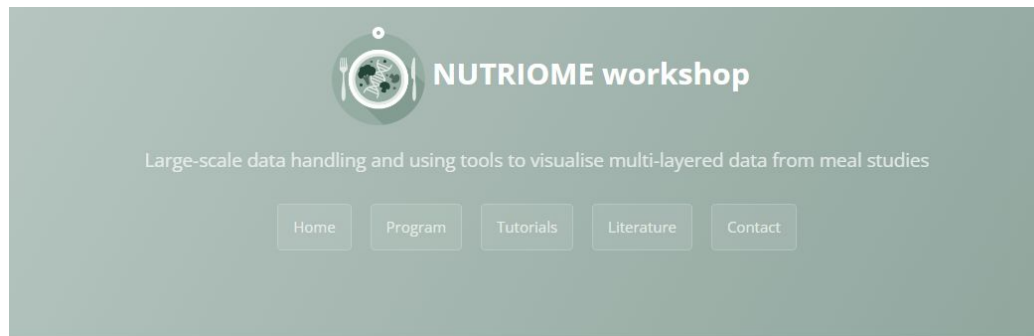 NUTRIOME workshop
Large-scale data handling and using tools to visualise multi-layered data from meal studies
Home Program Tutorials Literature Contact